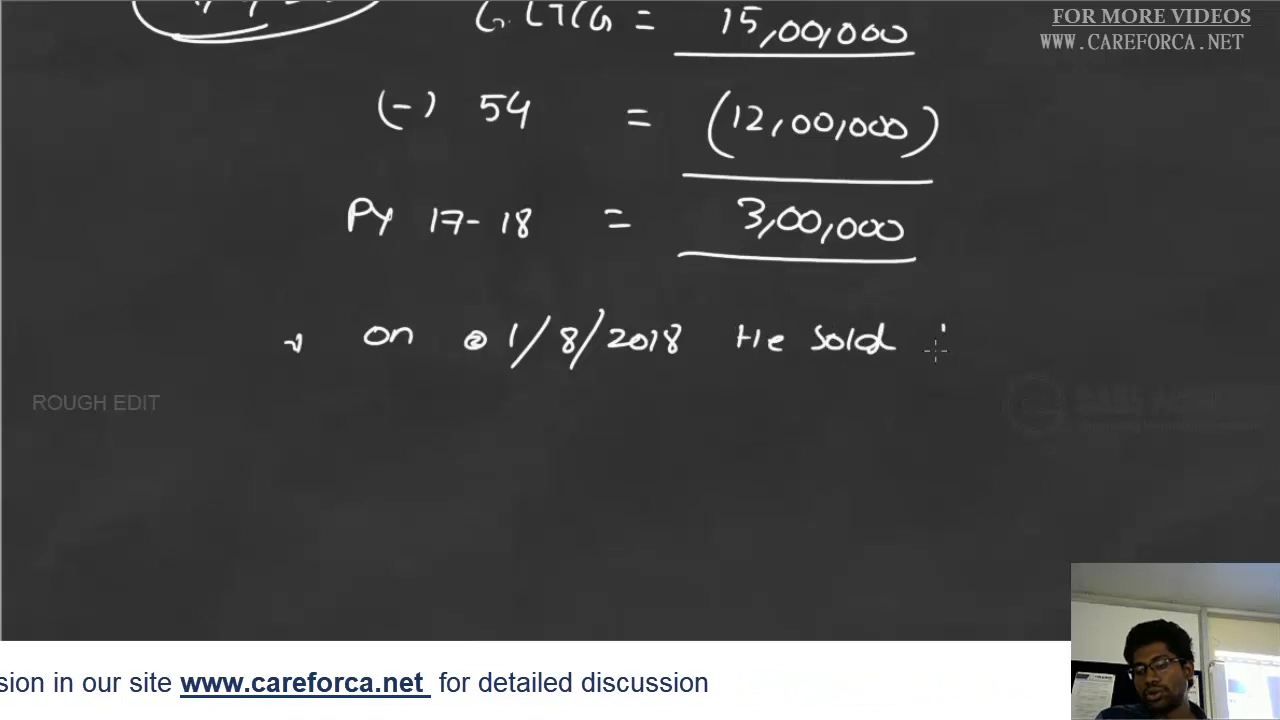 FOR MORE VIDEOS
WWW.CAREFORCA.NET
G.LTCG = 15,00,000
(-) 54 = (12,00,000)
PY 17-18 = 3,00,000
→ on 1/8/2018 He sold
ROUGH EDIT
sion in our site www.careforca.net for detailed discussion